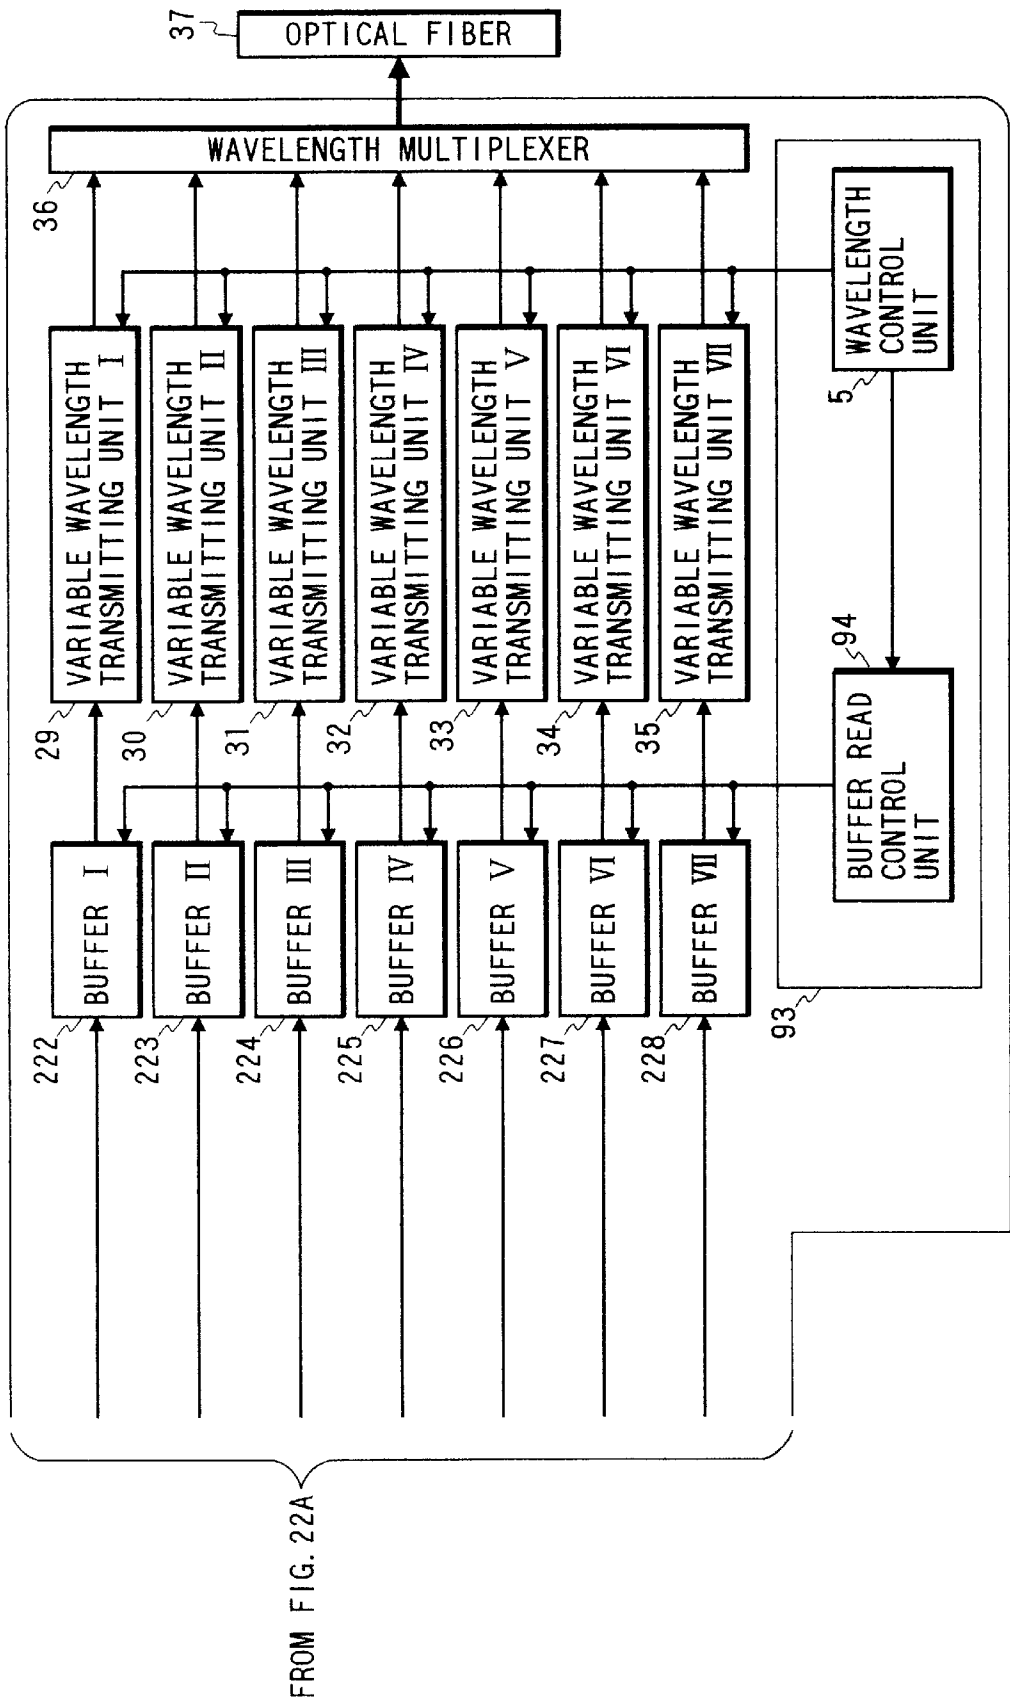 FROM FIG. 22A
222
BUFFER I
223
BUFFER II
224
BUFFER III
225
BUFFER IV
226
BUFFER V
227
BUFFER VI
228
BUFFER VII
29
VARIABLE WAVELENGTH
TRANSMITTING UNIT I
30
VARIABLE WAVELENGTH
TRANSMITTING UNIT II
31
VARIABLE WAVELENGTH
TRANSMITTING UNIT III
32
VARIABLE WAVELENGTH
TRANSMITTING UNIT IV
33
VARIABLE WAVELENGTH
TRANSMITTING UNIT V
34
VARIABLE WAVELENGTH
TRANSMITTING UNIT VI
35
VARIABLE WAVELENGTH
TRANSMITTING UNIT VII
36
WAVELENGTH MULTIPLEXER
37
OPTICAL FIBER
93
94
BUFFER READ
CONTROL
UNIT
5
WAVELENGTH
CONTROL
UNIT